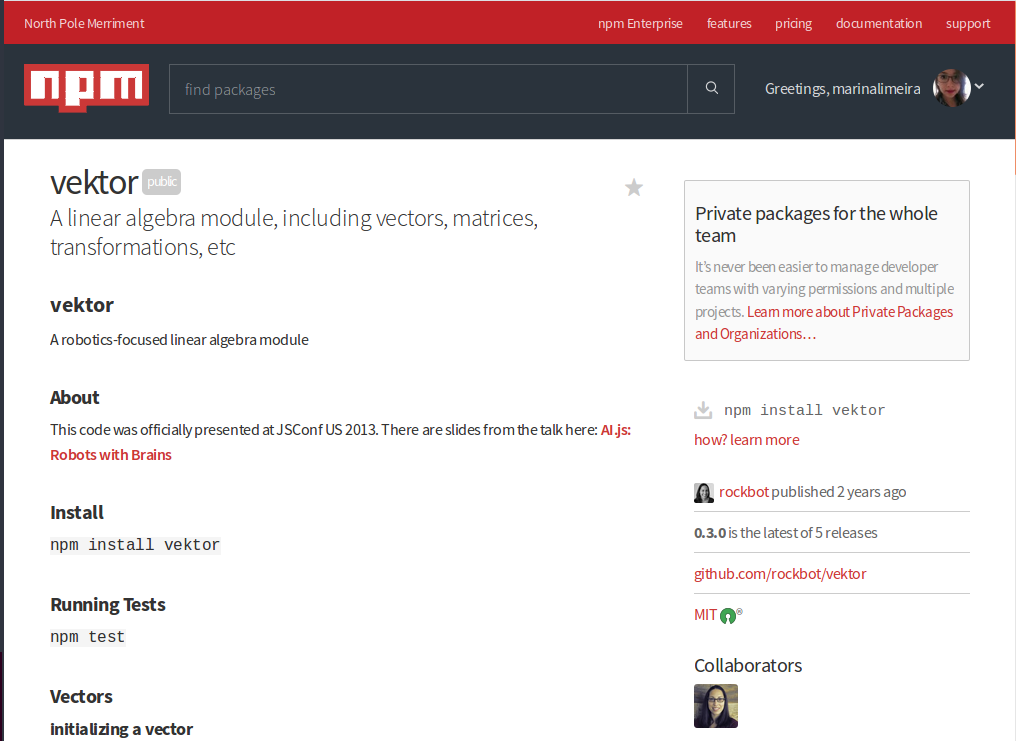 North Pole Merriment
npm Enterprise features pricing documentation support
npm
find packages
Greetings, marinalimeira
vektor public
A linear algebra module, including vectors, matrices,
transformations, etc
vektor
A robotics-focused linear algebra module
About
This code was officially presented at JSConf US 2013. There are slides from the talk here: AI.js:
Robots with Brains
Install
npm install vektor
Running Tests
npm test
Vectors
initializing a vector
Private packages for the whole
team
It's never been easier to manage developer
teams with varying permissions and multiple
projects. Learn more about Private Packages
and Organizations…
npm install vektor
how? learn more
rockbot published 2 years ago
0.3.0 is the latest of 5 releases
github.com/rockbot/vektor
MIT ®
Collaborators